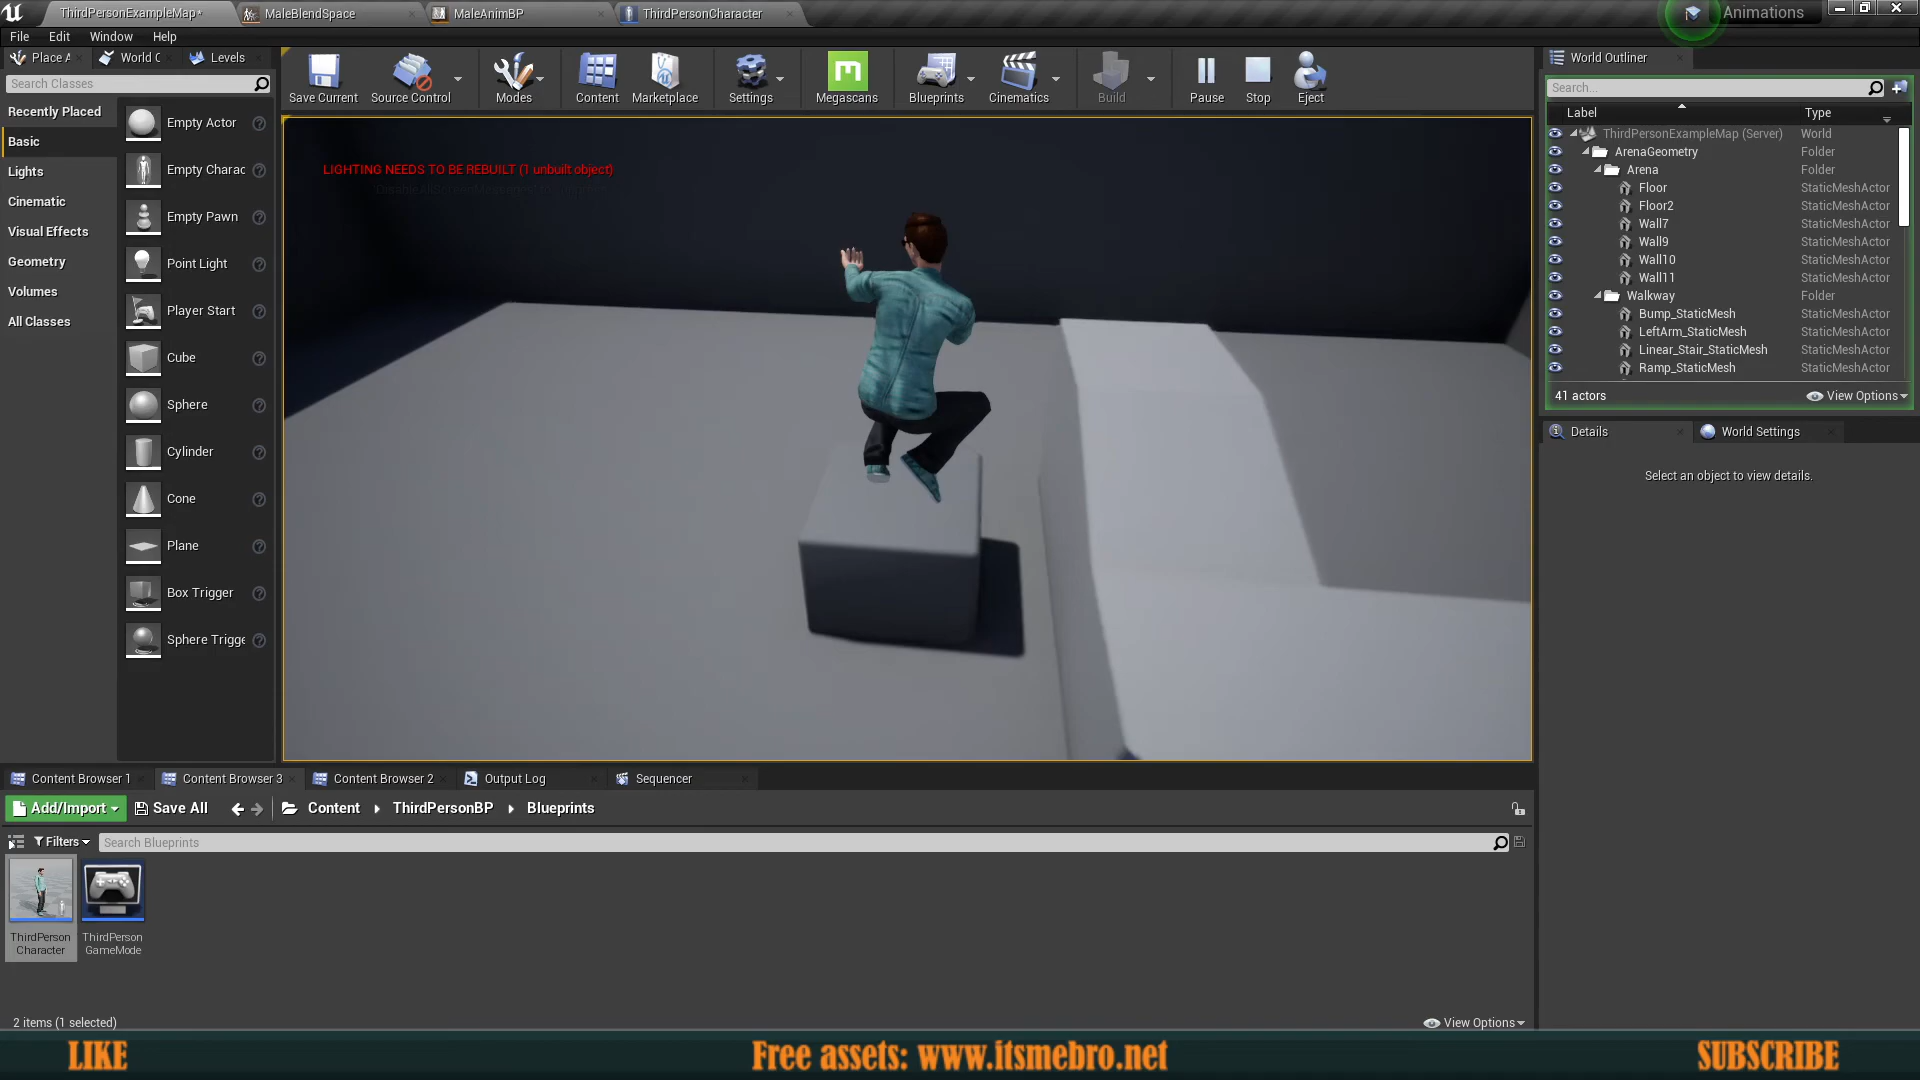 ThirdPersonExampleMap*
MaleBlendSpace
MaleAnimBP
ThirdPersonCharacter
Animations
File Edit Window Help
Place A
World C
Levels
World Outliner
Search Classes
Recently Placed
Basic
Lights
Cinematic
Visual Effects
Geometry
Volumes
All Classes
Empty Actor
Empty Charac
Empty Pawn
Point Light
Player Start
Cube
Sphere
Cylinder
Cone
Plane
Box Trigger
Sphere Trigge
Save Current
Source Control
Modes
Content
Marketplace
Settings
Megascans
Blueprints
Cinematics
Build
Pause
Stop
Eject
LIGHTING NEEDS TO BE REBUILT (1 unbuilt object)
Search...
Label Type
ThirdPersonExampleMap (Server) World
ArenaGeometry Folder
Arena Folder
Floor StaticMeshActor
Floor2 StaticMeshActor
Wall7 StaticMeshActor
Wall9 StaticMeshActor
Wall10 StaticMeshActor
Wall11 StaticMeshActor
Walkway Folder
Bump_StaticMesh StaticMeshActor
LeftArm_StaticMesh StaticMeshActor
Linear_Stair_StaticMesh StaticMeshActor
Ramp_StaticMesh StaticMeshActor
41 actors View Options
Details
World Settings
Select an object to view details.
Content Browser 1
Content Browser 3
Content Browser 2
Output Log
Sequencer
Add/Import
Save All
Content
ThirdPersonBP
Blueprints
Filters
Search Blueprints
ThirdPerson
Character
ThirdPerson
GameMode
2 items (1 selected)
View Options
LIKE
Free assets: www.itsmebro.net
SUBSCRIBE